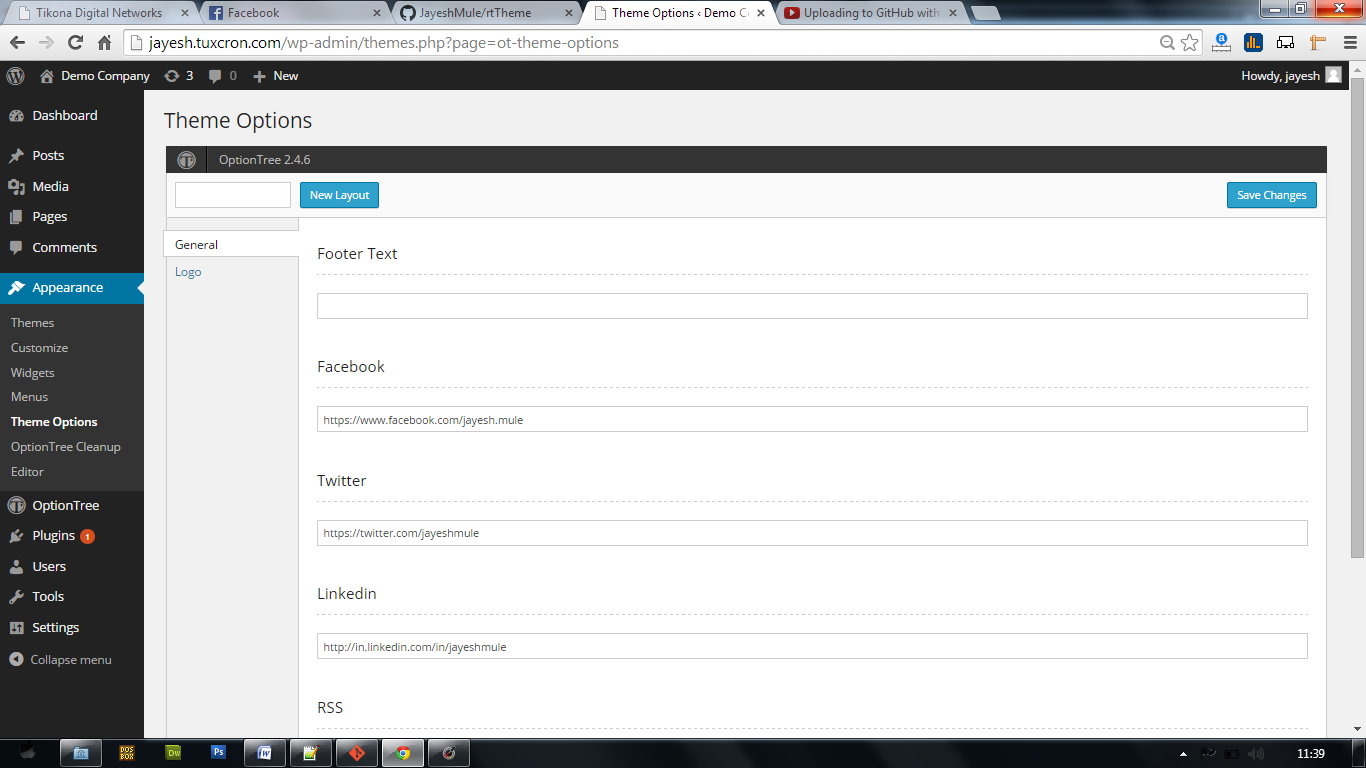 Tikona Digital Networks
Facebook
JayeshMule/rtTheme
Theme Options ‹ Demo C
Uploading to GitHub with
jayesh.tuxcron.com/wp-admin/themes.php?page=ot-theme-options
Demo Company 3 0 New
Howdy, jayesh
Dashboard
Posts
Media
Pages
Comments
Appearance
Themes
Customize
Widgets
Menus
Theme Options
OptionTree Cleanup
Editor
OptionTree
Plugins 1
Users
Tools
Settings
Collapse menu
Theme Options
OptionTree 2.4.6
New Layout
Save Changes
General
Logo
Footer Text
Facebook
https://www.facebook.com/jayesh.mule
Twitter
https://twitter.com/jayeshmule
Linkedin
http://in.linkedin.com/in/jayeshmule
RSS
DOS
BOX
Dw
Ps
W
11:39